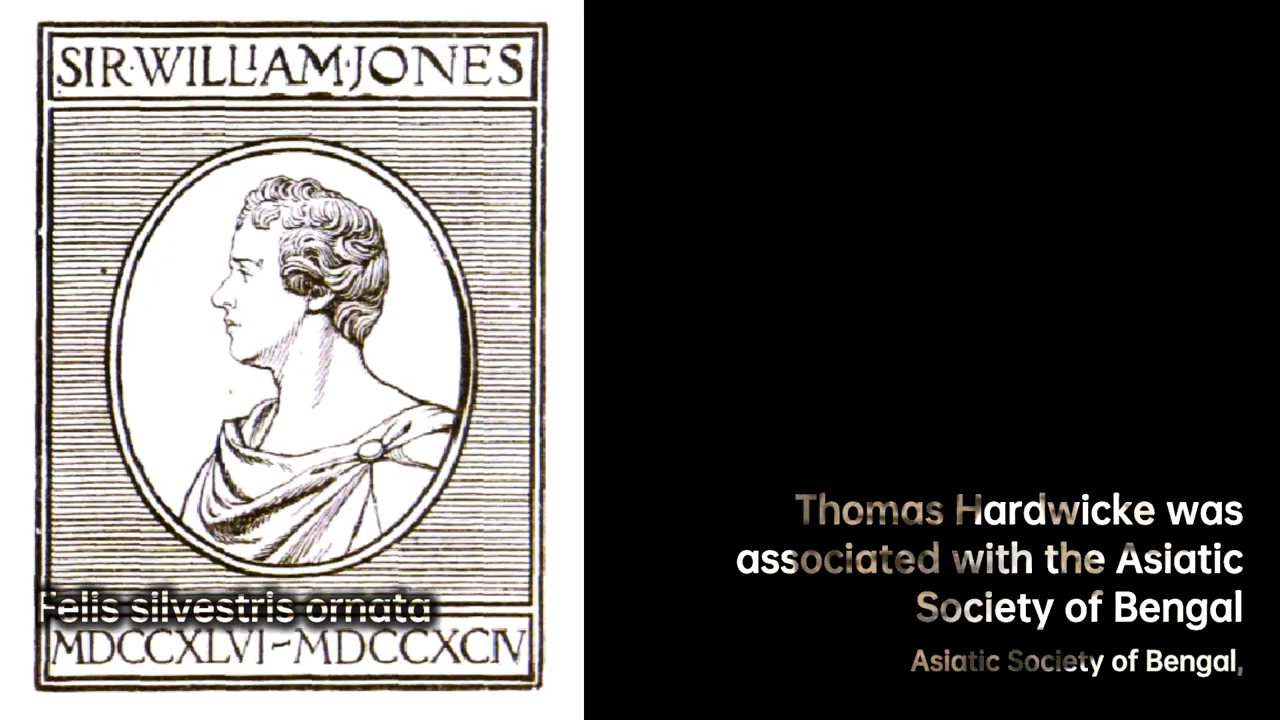 SIR·WILLIAM·JONES
Felis silvestris ornata
MDCCXLVI~MDCCXCIV
Thomas Hardwicke was
associated with the Asiatic
Society of Bengal
Asiatic Society of Bengal,